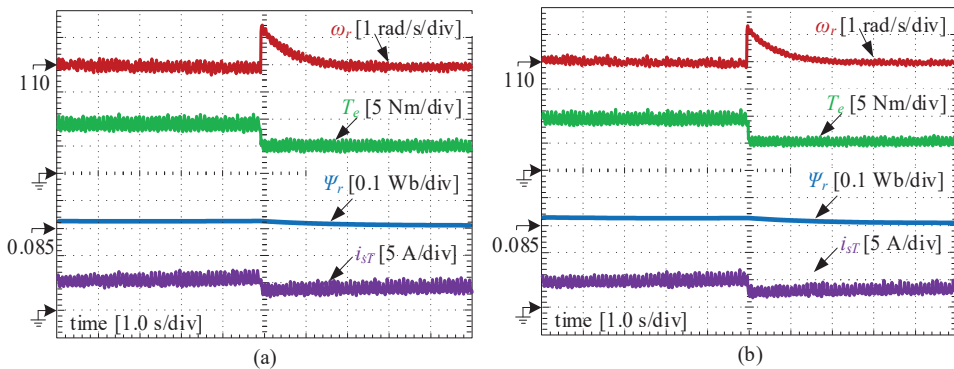 ωr [1 rad/s/div]
110
Te [5 Nm/div]
Ψr [0.1 Wb/div]
0.085
isT [5 A/div]
time [1.0 s/div]
(a)
ωr [1 rad/s/div]
110
Te [5 Nm/div]
Ψr [0.1 Wb/div]
0.085
isT [5 A/div]
time [1.0 s/div]
(b)